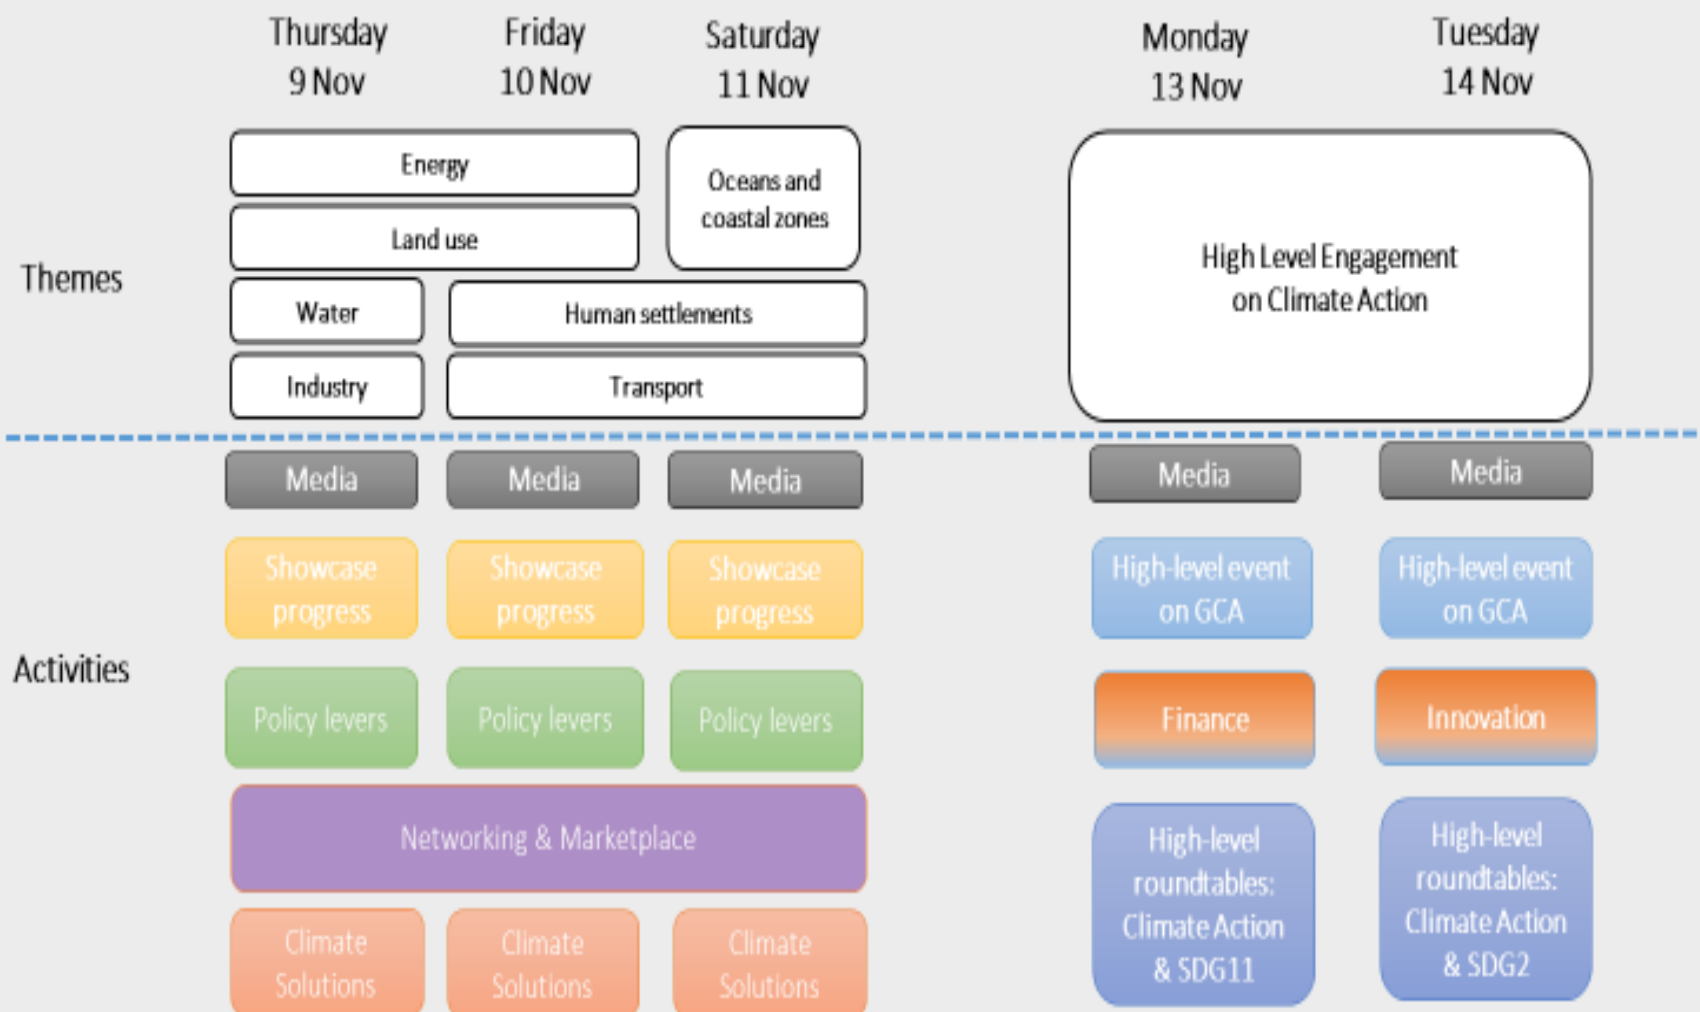 Thursday
9 Nov
Friday
10 Nov
Saturday
11 Nov
Monday
13 Nov
Tuesday
14 Nov
Themes
Energy
Land use
Oceans and
coastal zones
Water
Human settlements
Industry
Transport
High Level Engagement
on Climate Action
Activities
Media
Media
Media
Media
Media
Showcase
progress
Showcase
progress
Showcase
progress
High-level event
on GCA
High-level event
on GCA
Policy levers
Policy levers
Policy levers
Finance
Innovation
Networking & Marketplace
Climate
Solutions
Climate
Solutions
Climate
Solutions
High-level
roundtables:
Climate Action
& SDG11
High-level
roundtables:
Climate Action
& SDG2